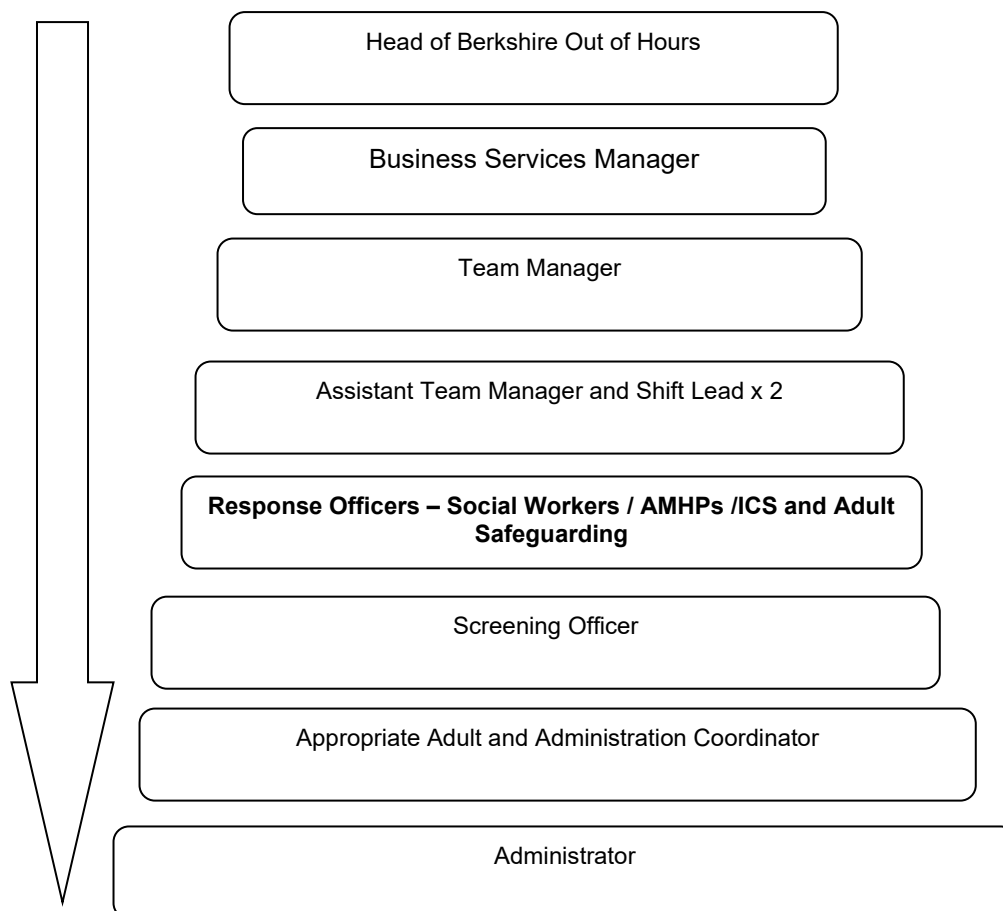 Head of Berkshire Out of Hours
Business Services Manager
Team Manager
Assistant Team Manager and Shift Lead x 2
Response Officers – Social Workers / AMHPs /ICS and Adult
Safeguarding
Screening Officer
Appropriate Adult and Administration Coordinator
Administrator